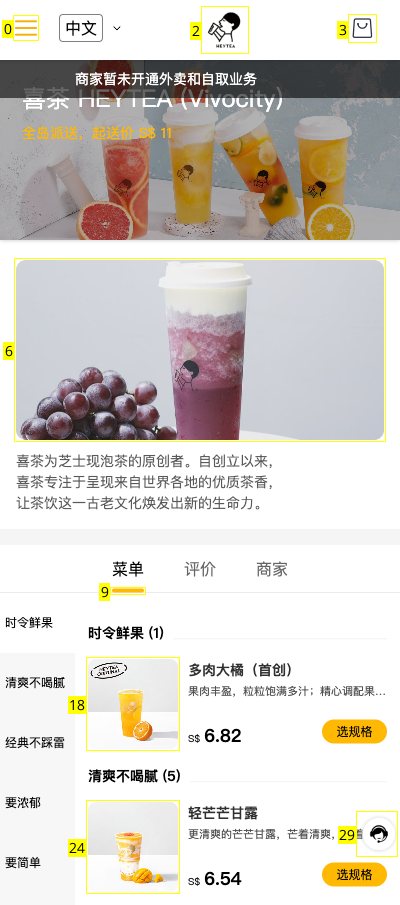 0
中文
2
HEYTEA
3
商家暂未开通外卖和自取业务
喜茶 HEYTEA (Vivocity)
全岛派送，起送价 S$ 11
6
喜茶为芝士现泡茶的原创者。自创立以来，
喜茶专注于呈现来自世界各地的优质茶香，
让茶饮这一古老文化焕发出新的生命力。
菜单 评价 商家
9
时令鲜果
清爽不喝腻
经典不踩雷
要浓郁
要简单
时令鲜果 (1)
18
多肉大橘（首创）
果肉丰盈，粒粒饱满多汁；精心调配果...
S$ 6.82
选规格
清爽不喝腻 (5)
24
轻芒芒甘露
更清爽的芒芒甘露，芒着清爽，
29
着
S$ 6.54
选规格